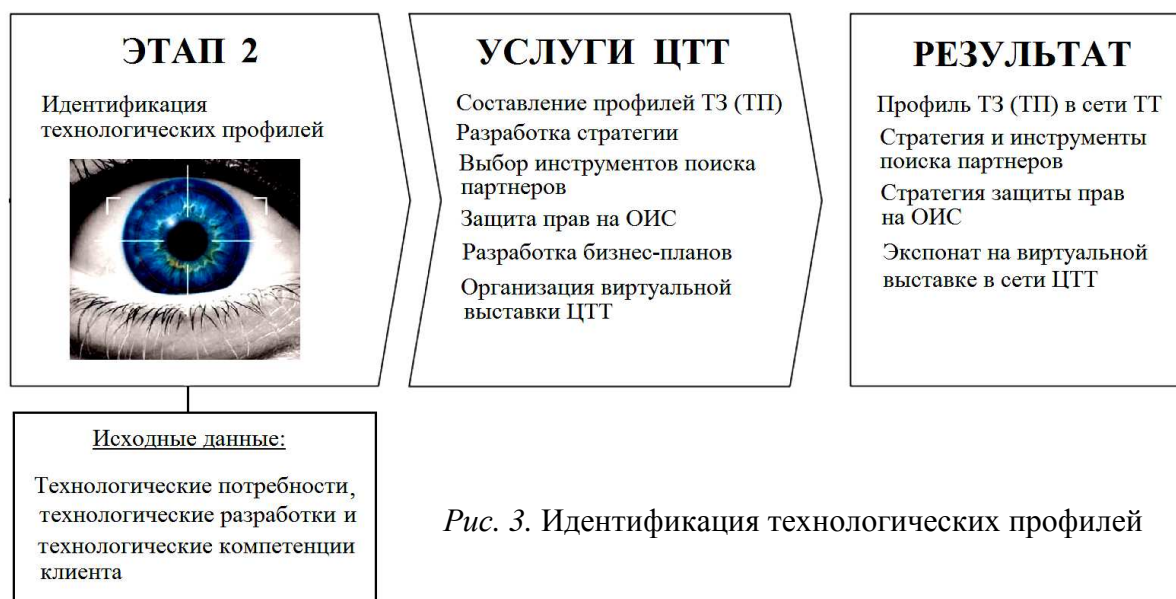 ЭТАП 2
Идентификация
технологических профилей
Исходные данные:
Технологические потребности,
технологические разработки и
технологические компетенции
клиента
УСЛУГИ ЦТТ
Составление профилей ТЗ (ТП)
Разработка стратегии
Выбор инструментов поиска
партнеров
Защита прав на ОИС
Разработка бизнес-планов
Организация виртуальной
выставки ЦТТ
РЕЗУЛЬТАТ
Профиль ТЗ (ТП) в сети ТТ
Стратегия и инструменты
поиска партнеров
Стратегия защиты прав
на ОИС
Экспонат на виртуальной
выставке в сети ЦТТ
Рис. 3. Идентификация технологических профилей